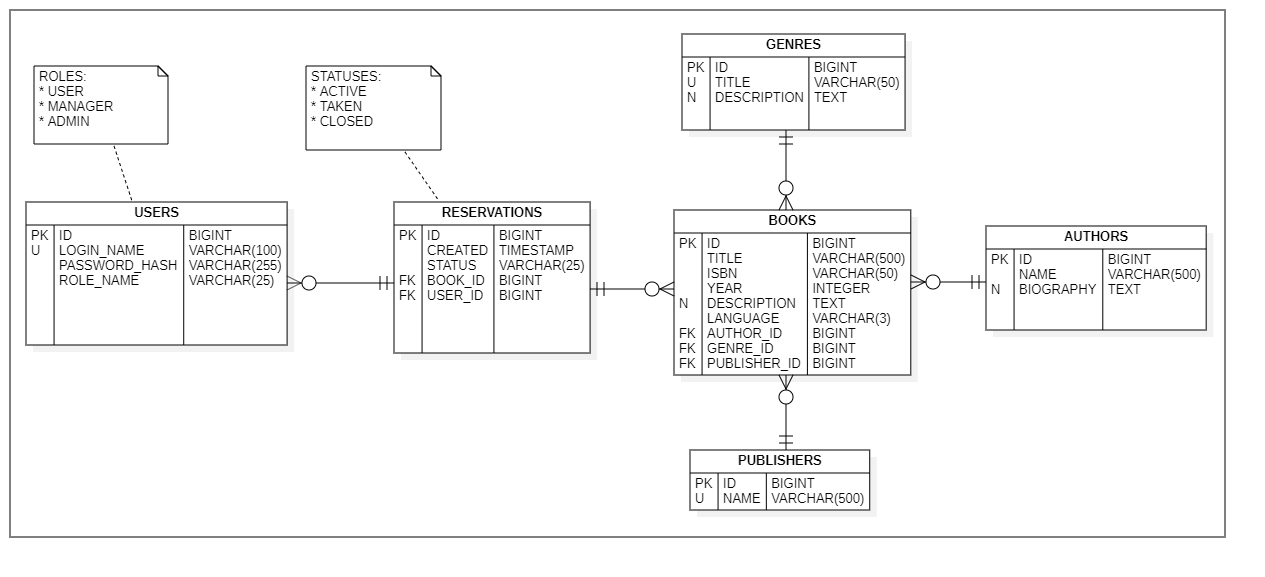 ROLES:
* USER
* MANAGER
* ADMIN
STATUSES:
* ACTIVE
* TAKEN
* CLOSED
GENRES
PK ID BIGINT
U TITLE VARCHAR(50)
N DESCRIPTION TEXT
USERS
PK ID BIGINT
U LOGIN_NAME VARCHAR(100)
PASSWORD_HASH VARCHAR(255)
ROLE_NAME VARCHAR(25)
RESERVATIONS
PK ID BIGINT
CREATED TIMESTAMP
STATUS VARCHAR(25)
FK BOOK_ID BIGINT
FK USER_ID BIGINT
BOOKS
PK ID BIGINT
TITLE VARCHAR(500)
ISBN VARCHAR(50)
YEAR INTEGER
N DESCRIPTION TEXT
LANGUAGE VARCHAR(3)
FK AUTHOR_ID BIGINT
FK GENRE_ID BIGINT
FK PUBLISHER_ID BIGINT
AUTHORS
PK ID BIGINT
NAME VARCHAR(500)
N BIOGRAPHY TEXT
PUBLISHERS
PK ID BIGINT
U NAME VARCHAR(500)